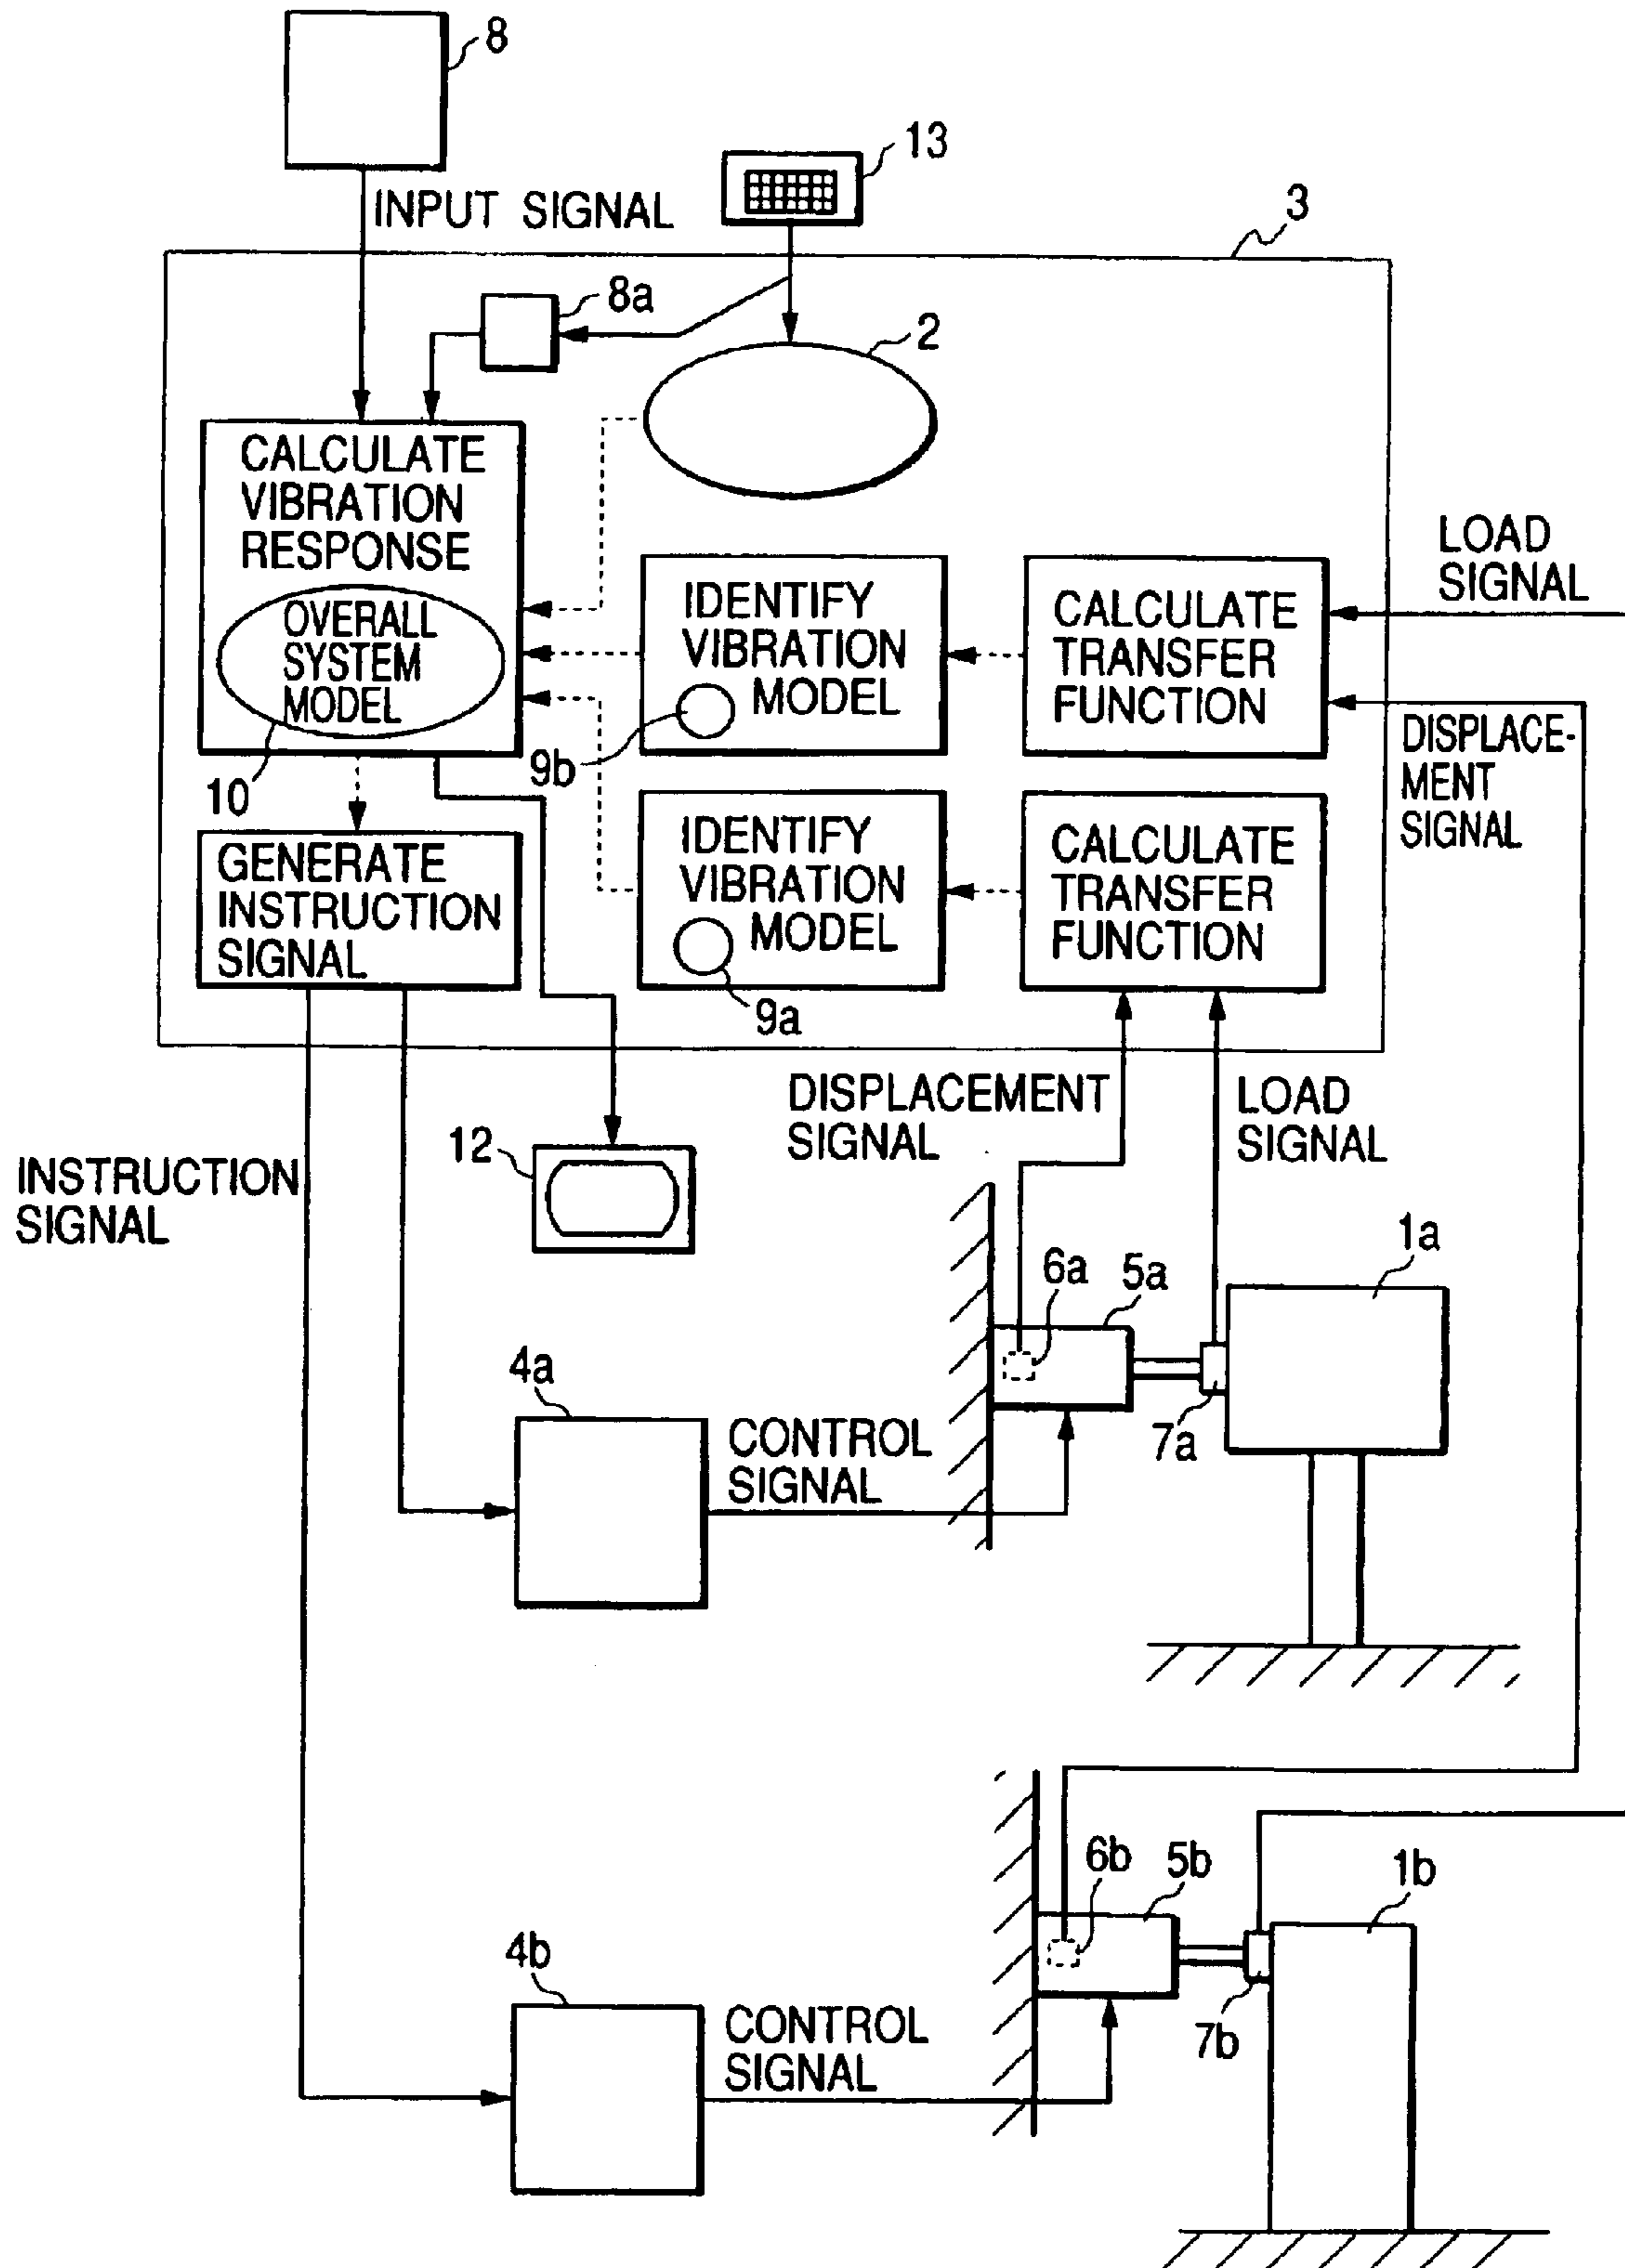 8
13
INPUT SIGNAL
3
8a
2
CALCULATE
VIBRATION
RESPONSE
OVERALL
SYSTEM
MODEL
10
IDENTIFY
VIBRATION
MODEL
9b
CALCULATE
TRANSFER
FUNCTION
LOAD
SIGNAL
DISPLACE-
MENT
SIGNAL
GENERATE
INSTRUCTION
SIGNAL
IDENTIFY
VIBRATION
MODEL
9a
CALCULATE
TRANSFER
FUNCTION
DISPLACEMENT
SIGNAL
LOAD
SIGNAL
12
INSTRUCTION
SIGNAL
1a
6a
5a
4a
7a
CONTROL
SIGNAL
6b
5b
1b
4b
7b
CONTROL
SIGNAL